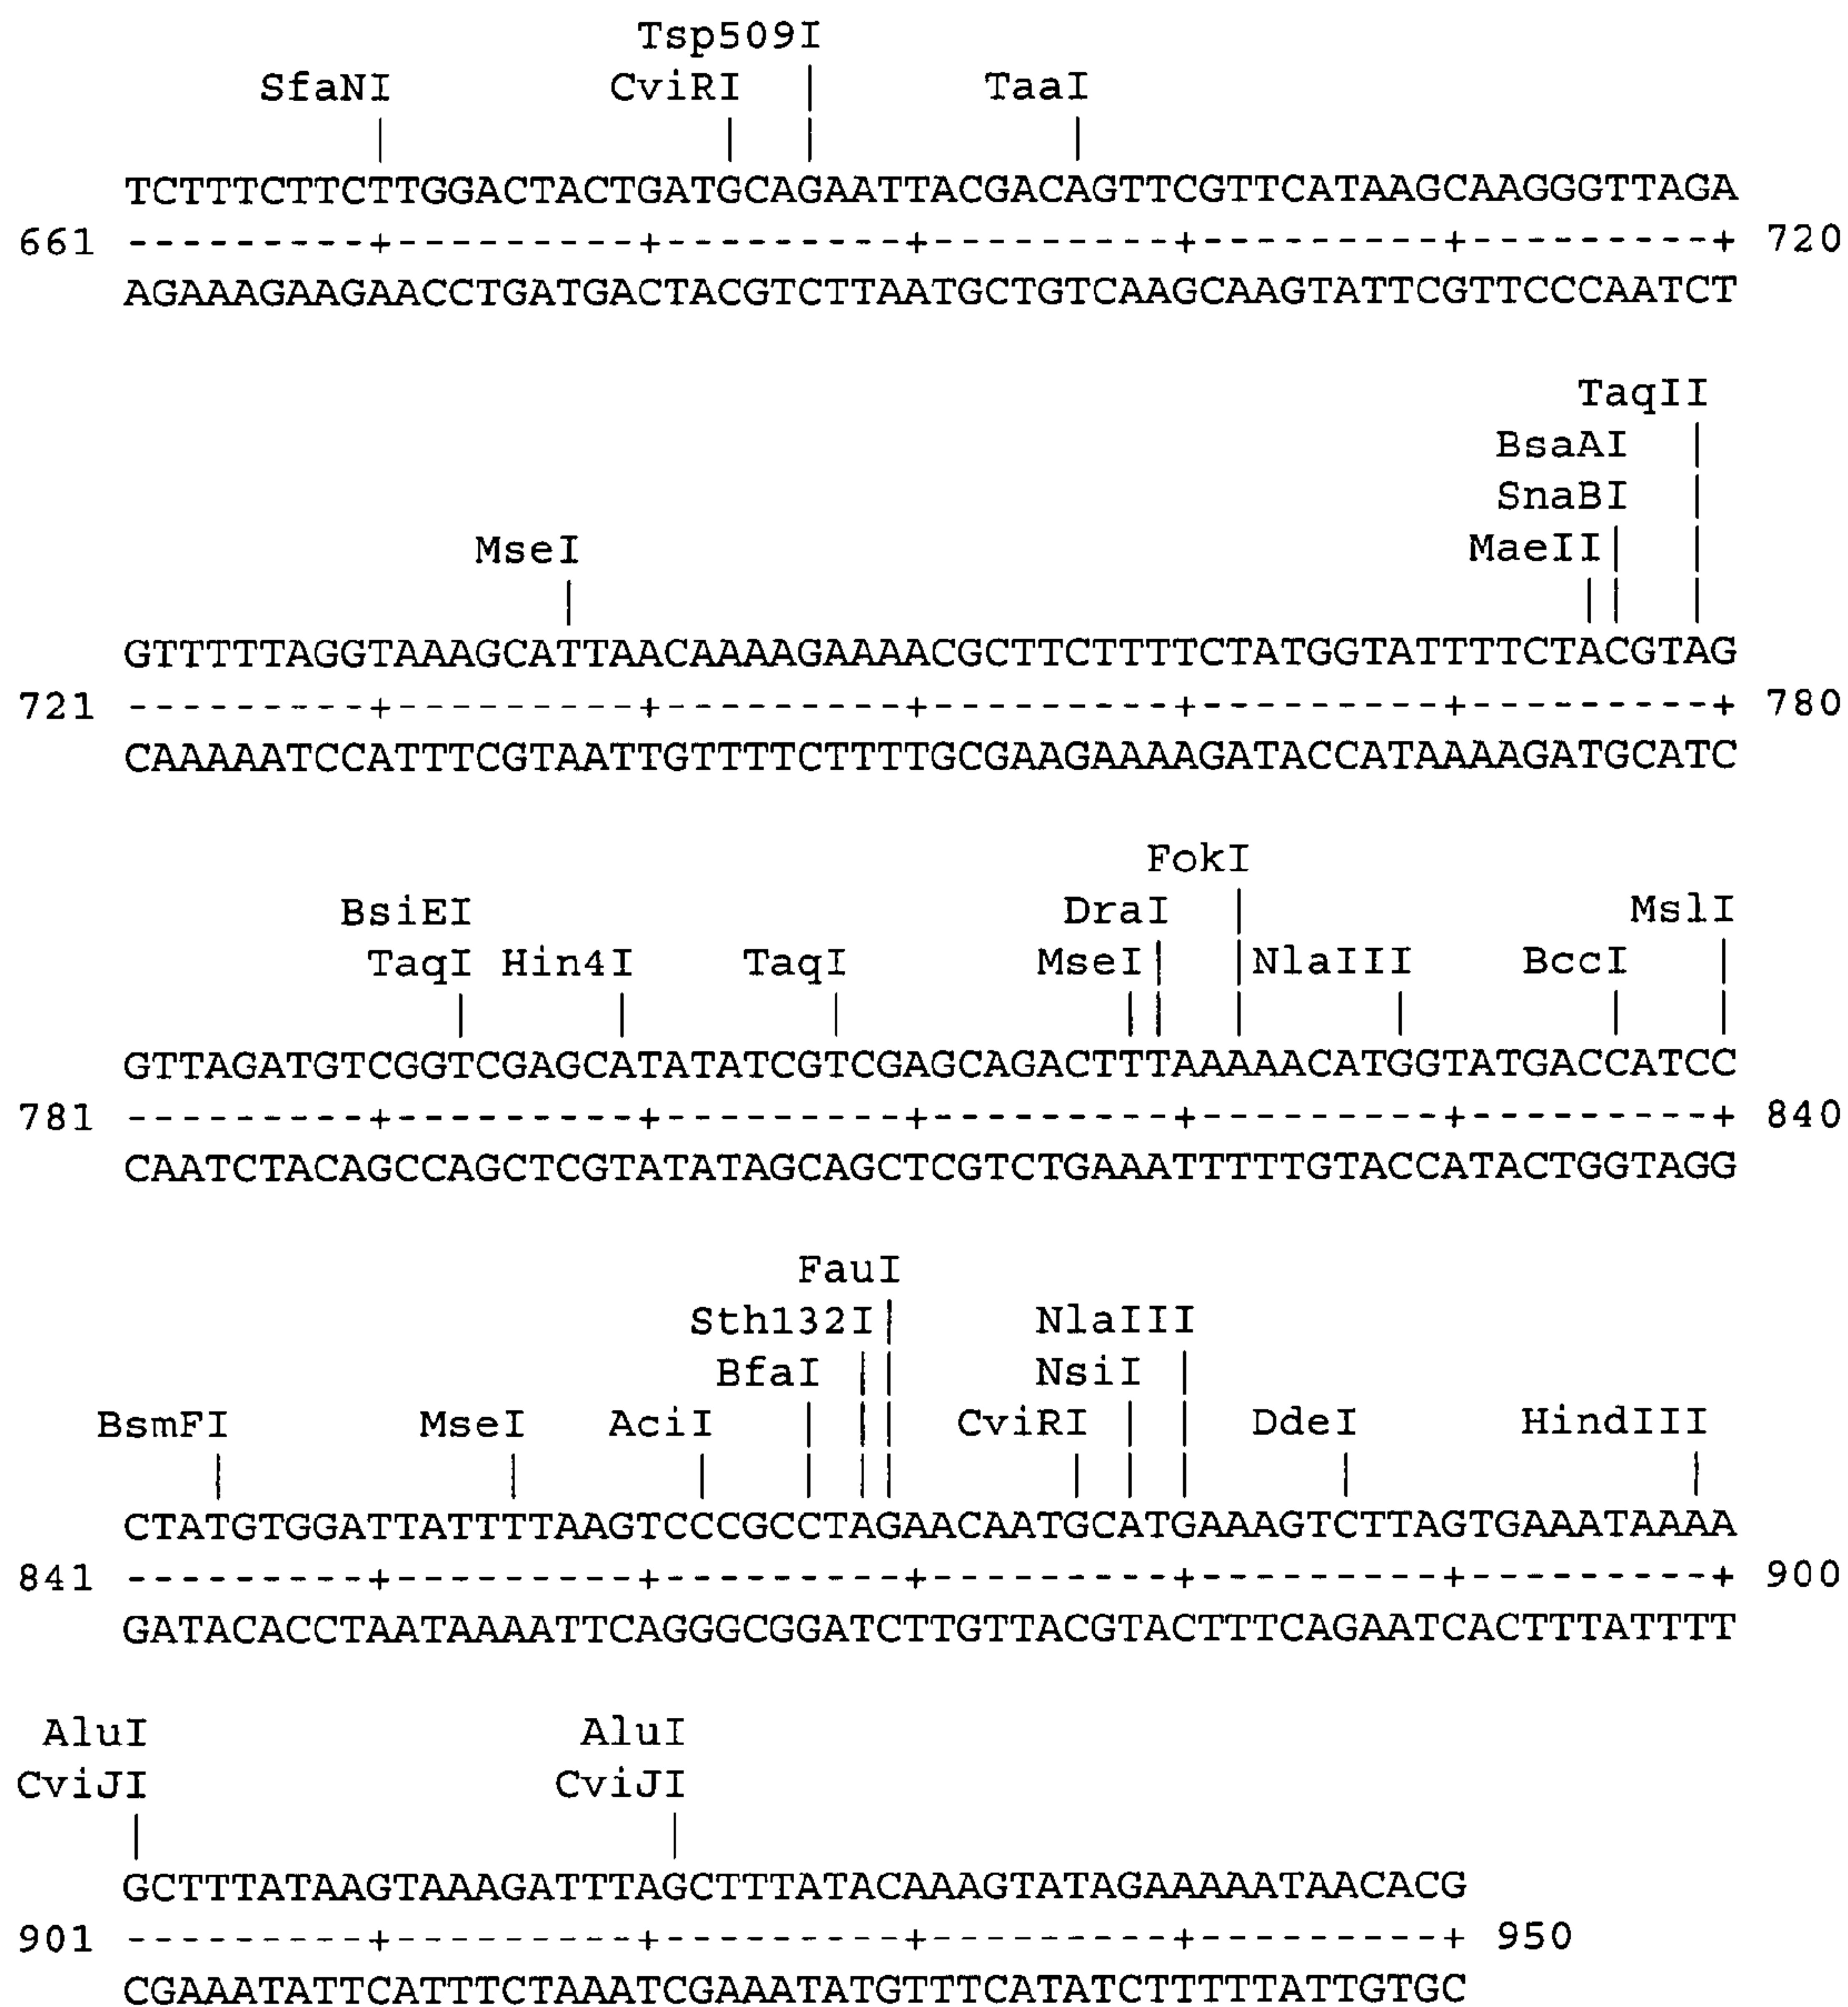 Tsp509I
SfaNI CviRI | TaaI
| | | |
TCTTTCTTCTTGGACTACTGATGCAGAATTACGACAGTTCGTTCATAAGCAAGGGTTAGA
661 ---------+---------+---------+---------+---------+---------+ 720
AGAAAGAAGAACCTGATGACTACGTCTTAATGCTGTCAAGCAAGTATTCGTTCCCAATCT
TaqII
BsaAI |
SnaBI |
MseI MaeII| |
| || |
GTTTTTAGGTAAAGCATTAACAAAAGAAAACGCTTCTTTTCTATGGTATTTTCTACGTAG
721 ---------+---------+---------+---------+---------+---------+ 780
CAAAAATCCATTTCGTAATTGTTTTCTTTTGCGAAGAAAAGATACCATAAAAGATGCATC
FokI
BsiEI DraI | MslI
TaqI Hin4I TaqI MseI| |NlaIII BccI |
| | | || | | | |
GTTAGATGTCGGTCGAGCATATATCGTCGAGCAGACTTTAAAAACATGGTATGACCATCC
781 ---------+---------+---------+---------+---------+---------+ 840
CAATCTACAGCCAGCTCGTATATAGCAGCTCGTCTGAAATTTTTGTACCATACTGGTAGG
FauI
Sth132I| NlaIII
BfaI || NsiI |
BsmFI MseI AciI | || CviRI | | DdeI HindIII
| | | | || | | | | |
CTATGTGGATTATTTTAAGTCCCGCCTAGAACAATGCATGAAAGTCTTAGTGAAATAAAA
841 ---------+---------+---------+---------+---------+---------+ 900
GATACACCTAATAAAATTCAGGGCGGATCTTGTTACGTACTTTCAGAATCACTTTATTTT
AluI AluI
CviJI CviJI
| |
GCTTTATAAGTAAAGATTTAGCTTTATACAAAGTATAGAAAAATAACACG
901 ---------+---------+---------+---------+---------+ 950
CGAAATATTCATTTCTAAATCGAAATATGTTTCATATCTTTTTATTGTGC